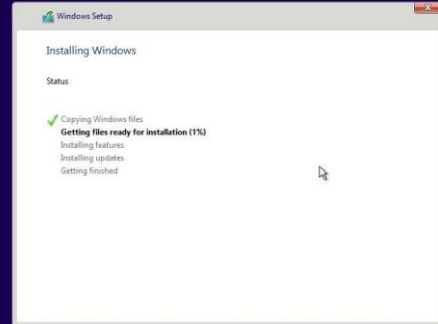 Windows Setup
Installing Windows
Status
Copying Windows files
Getting files ready for installation (1%)
Installing features
Installing updates
Getting finished